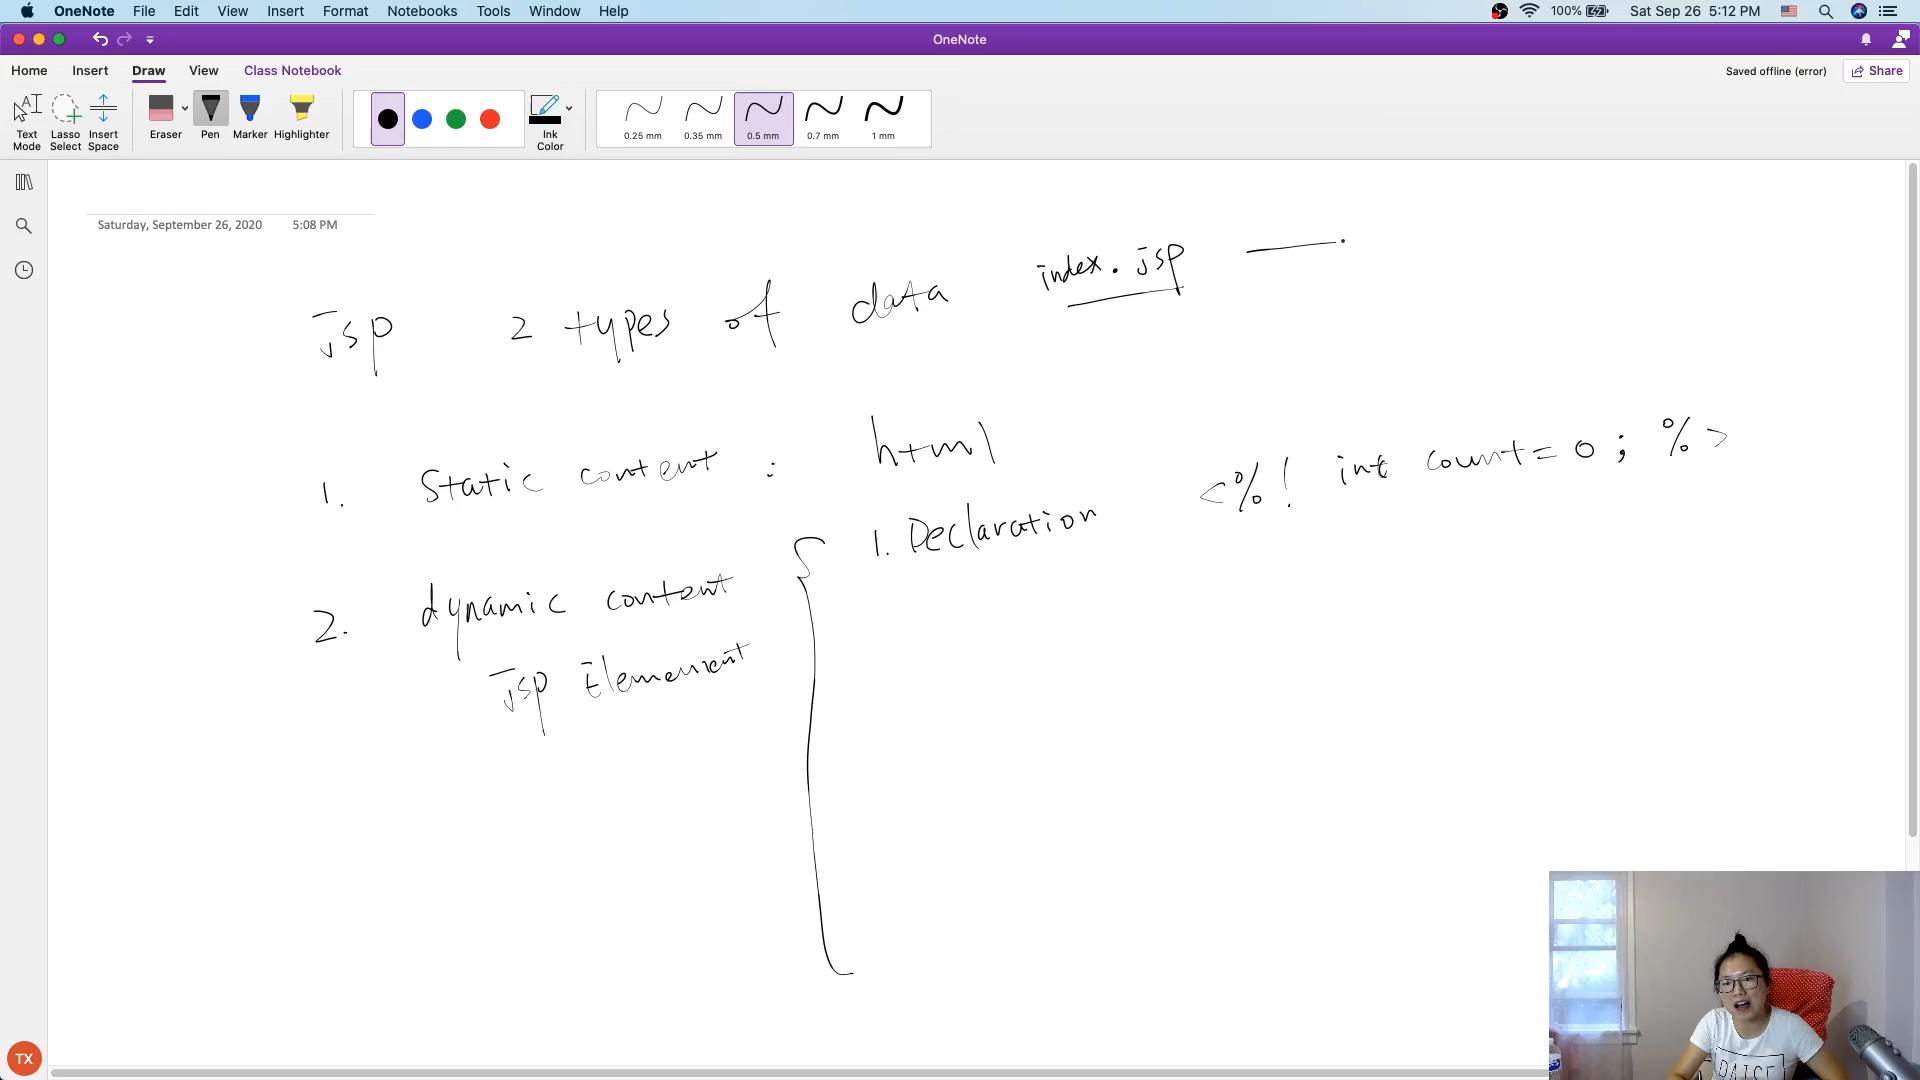 OneNote File Edit View Insert Format Notebooks Tools Window Help 100% Sat Sep 26 5:12 PM
OneNote
Home Insert Draw View Class Notebook Saved offline (error) Share
Text Mode Lasso Select Insert Space Eraser Pen Marker Highlighter Ink Color 0.25 mm 0.35 mm 0.5 mm 0.7 mm 1 mm
Saturday, September 26, 2020 5:08 PM
index.jsp
jsp 2 types of data
1. Static content : html
1. Declaration <%! int count = 0 ; %>
2. dynamic content
jsp Elemement
TX